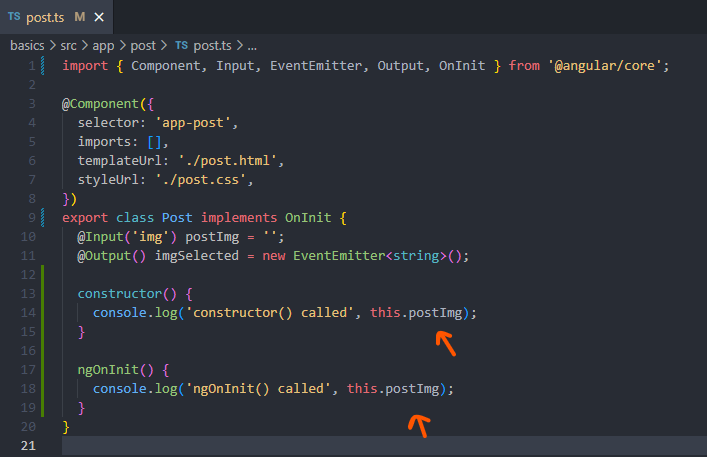 TS post.ts M ×
basics > src > app > post > TS post.ts > ...
1 import { Component, Input, EventEmitter, Output, OnInit } from '@angular/core';
2
3 @Component({
4   selector: 'app-post',
5   imports: [],
6   templateUrl: './post.html',
7   styleUrl: './post.css',
8 })
9 export class Post implements OnInit {
10   @Input('img') postImg = '';
11   @Output() imgSelected = new EventEmitter<string>();
12
13   constructor() {
14     console.log('constructor() called', this.postImg);
15   }
16
17   ngOnInit() {
18     console.log('ngOnInit() called', this.postImg);
19   }
20 }
21